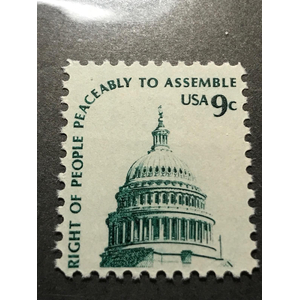 RIGHT OF PEOPLE PEACEABLY TO ASSEMBLE
USA 9c